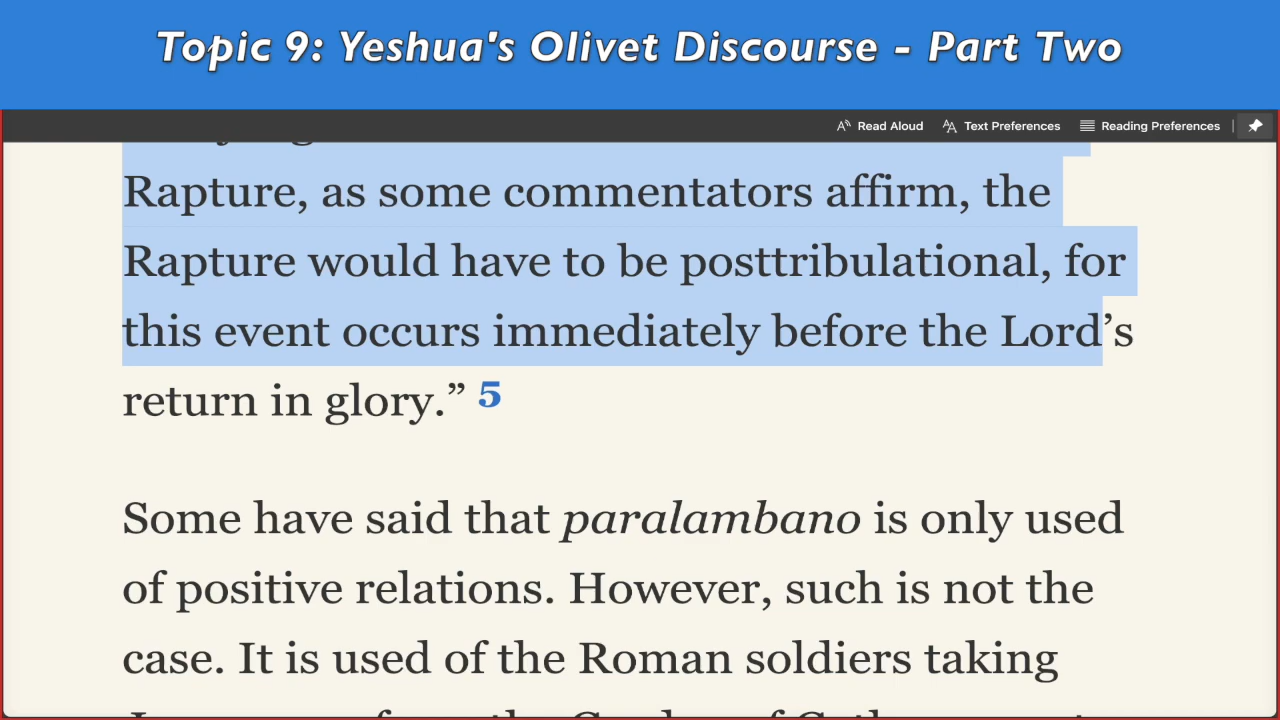 Topic 9: Yeshua's Olivet Discourse - Part Two
Read Aloud Text Preferences Reading Preferences
Rapture, as some commentators affirm, the
Rapture would have to be posttribulational, for
this event occurs immediately before the Lord’s
return in glory.” 5
Some have said that paralambano is only used
of positive relations. However, such is not the
case. It is used of the Roman soldiers taking